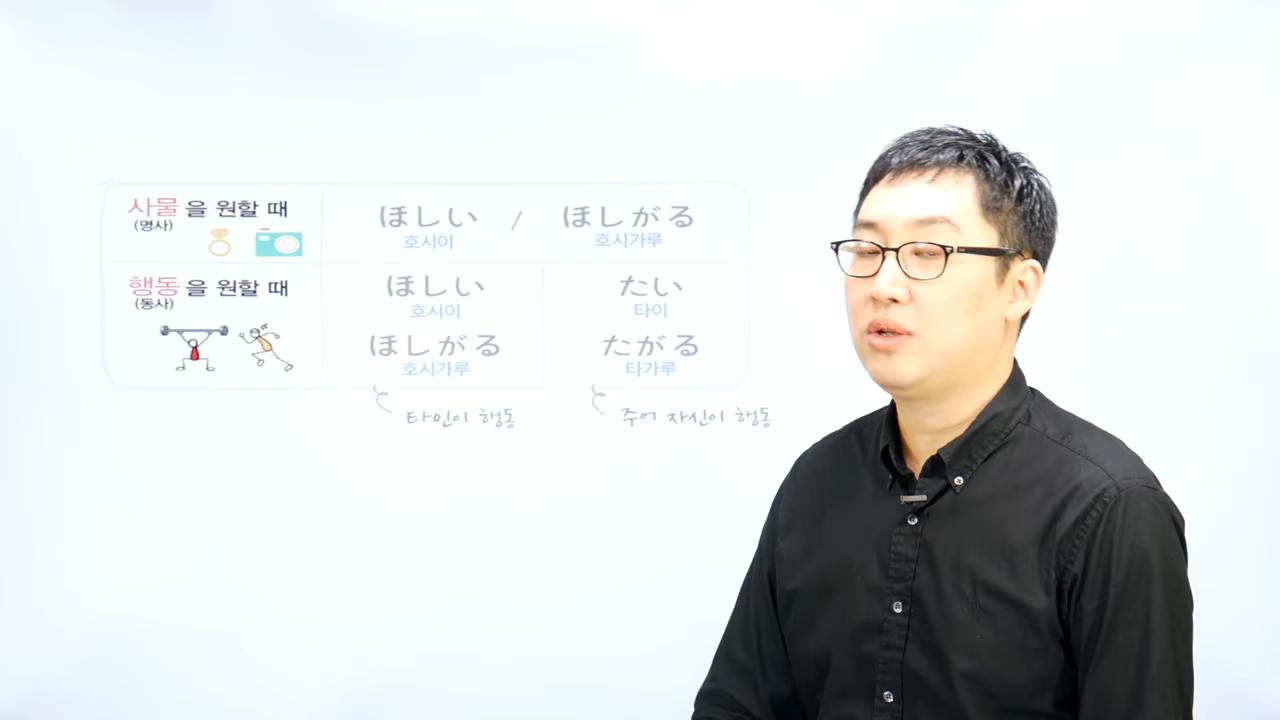 사물을 원할 때
(명사)
ほしい / ほしがる
호시이 호시가루
행동을 원할 때
(동사)
ほしい たい
호시이 타이
ほしがる たがる
호시가루 타가루
타인이 행동 주어 자신이 행동